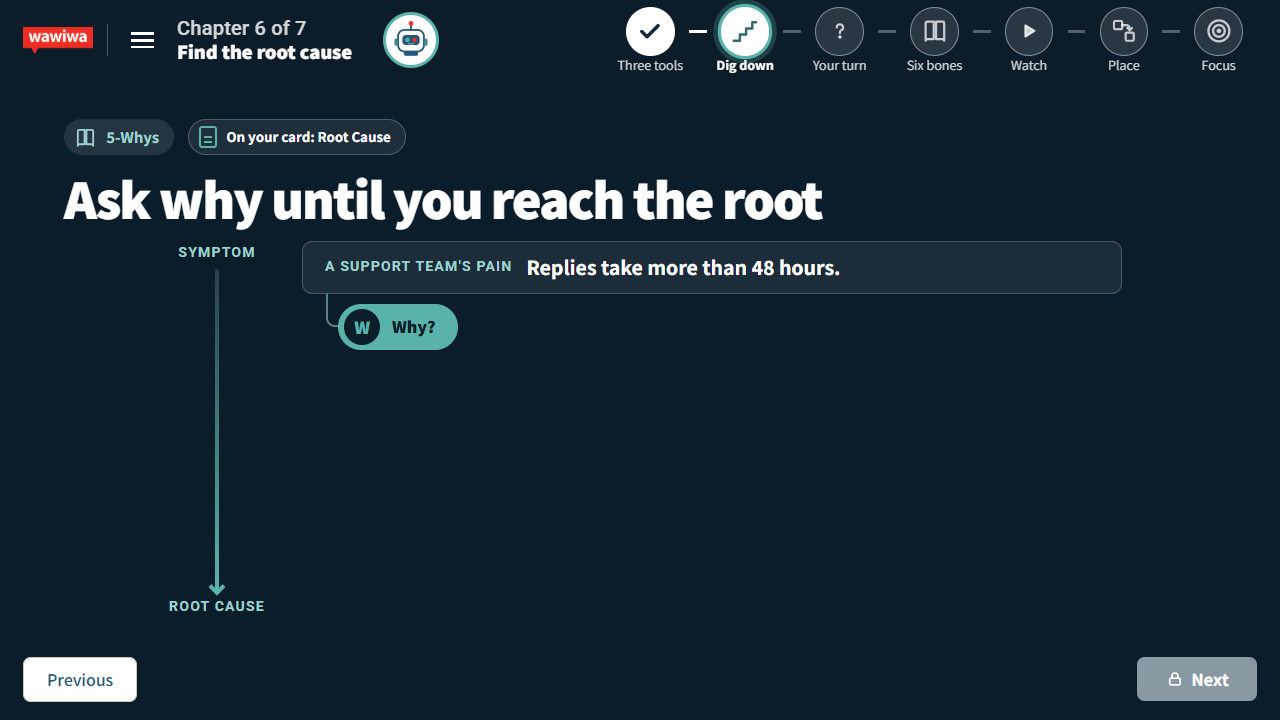 wawiwa
Chapter 6 of 7
Find the root cause
Three tools
Dig down
?
Your turn
Six bones
Watch
Place
Focus
5-Whys
On your card: Root Cause
Ask why until you reach the root
SYMPTOM
A SUPPORT TEAM'S PAIN Replies take more than 48 hours.
W Why?
ROOT CAUSE
Previous
Next